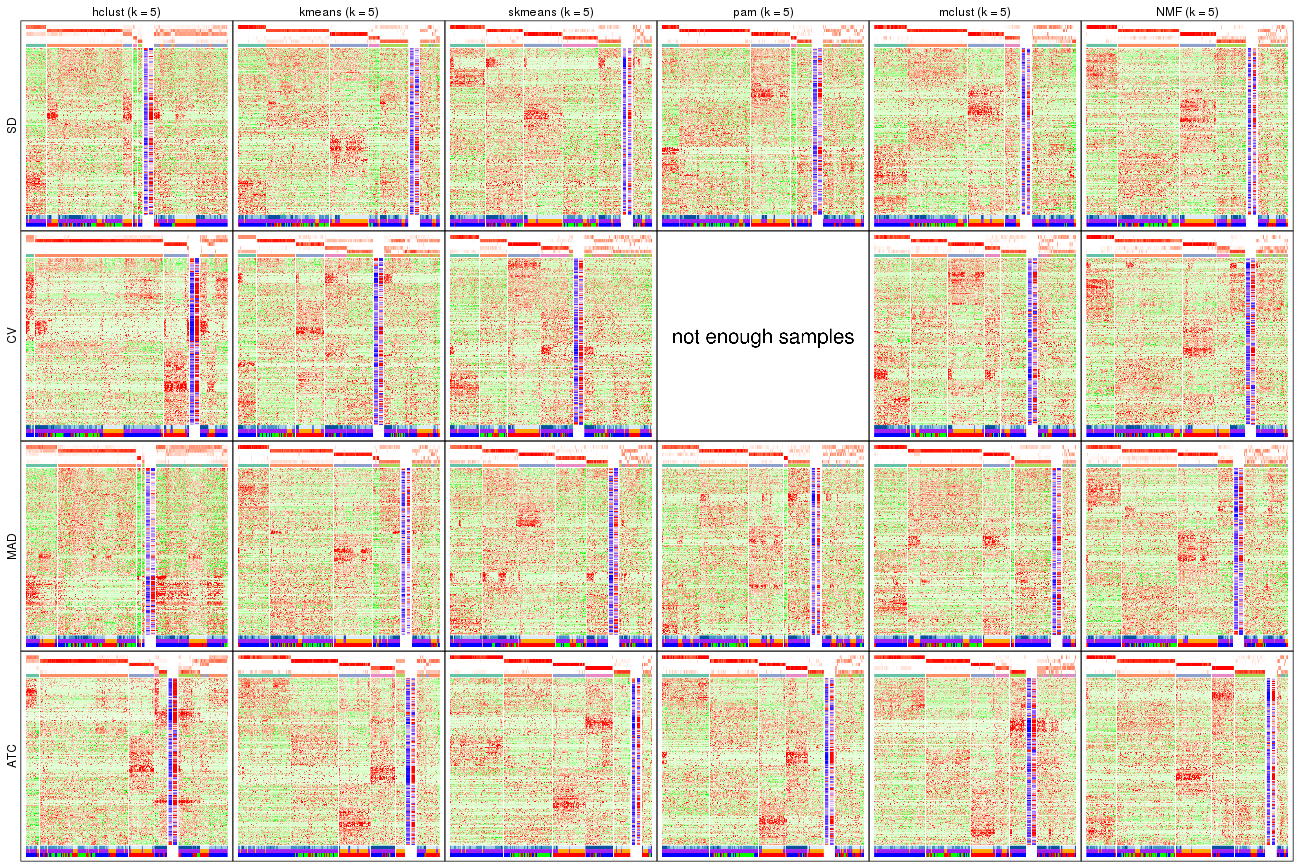 hclust (k = 5) kmeans (k = 5) skmeans (k = 5) pam (k = 5) mclust (k = 5) NMF (k = 5)
SD
CV
not enough samples
MAD
ATC